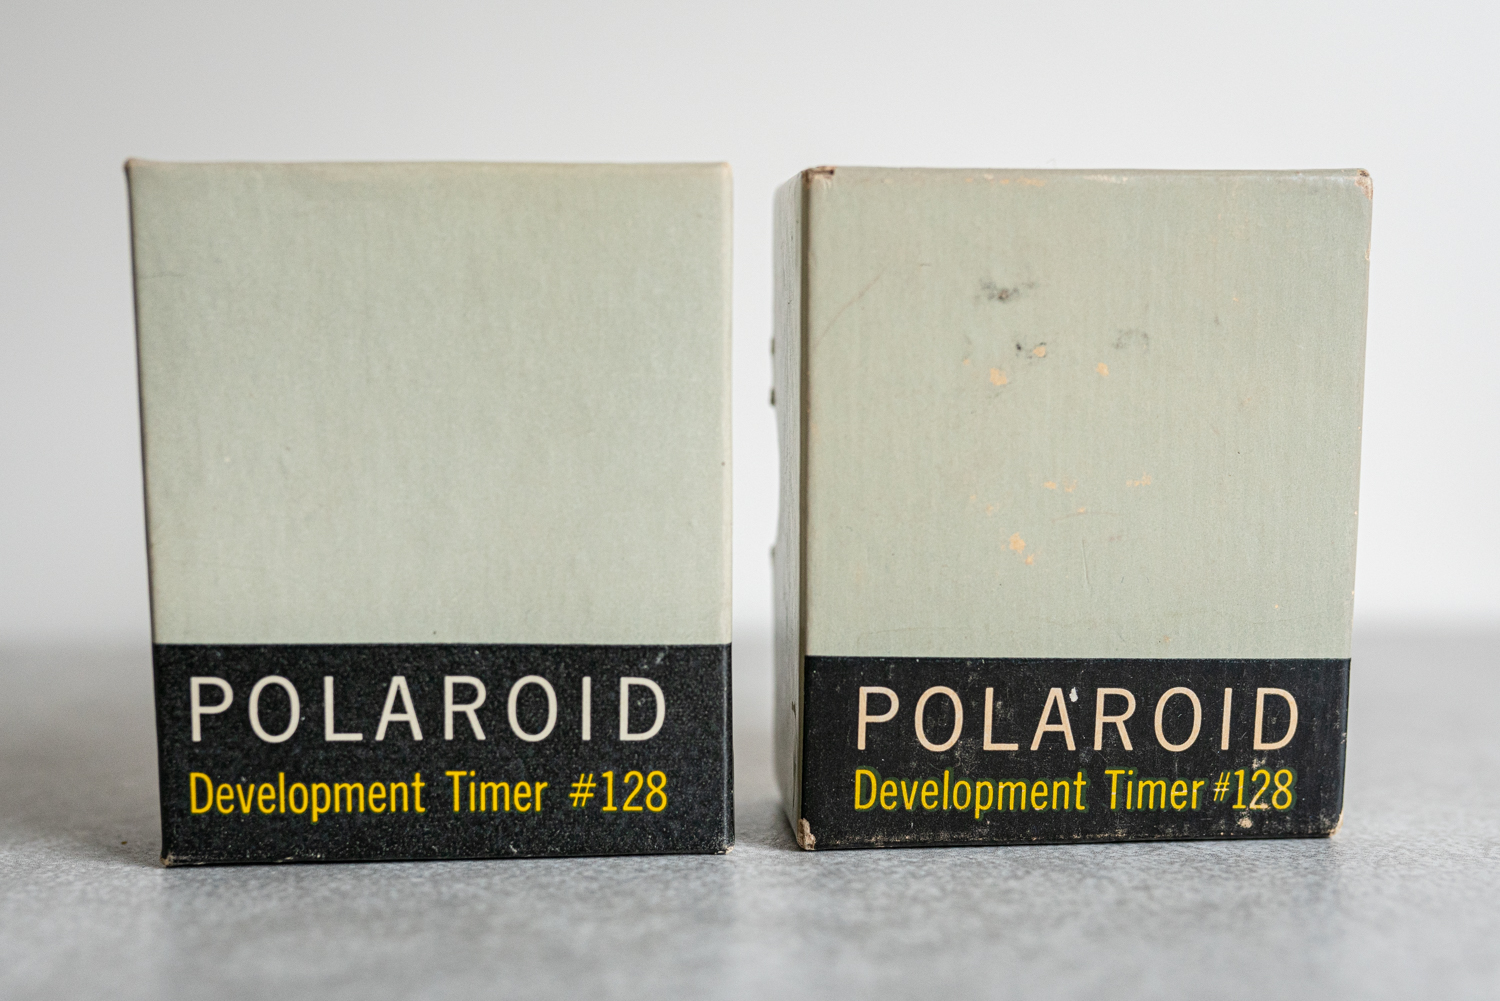 POLAROID
Development Timer #128
POLAROID
Development Timer #128